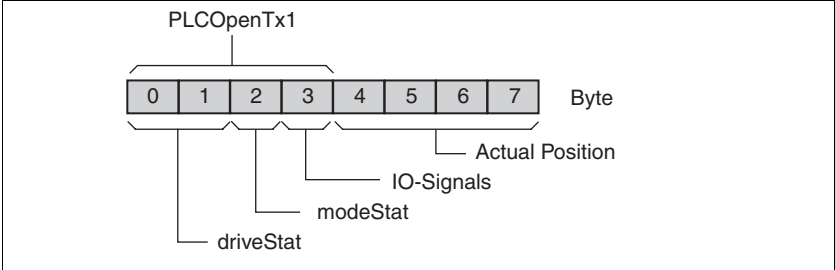 PLCOpenTx1
0 1 2 3 4 5 6 7 Byte
Actual Position
IO-Signals
modeStat
driveStat